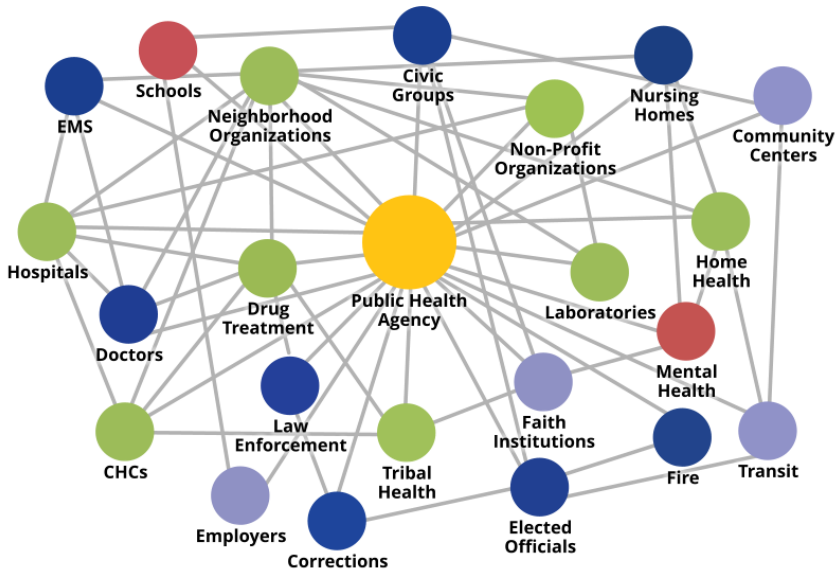 Civic
Groups
Schools
Nursing
Homes
EMS
Neighborhood
Organizations
Community
Centers
Non-Profit
Organizations
Hospitals
Home
Health
Drug
Treatment
Public Health
Agency
Laboratories
Doctors
Mental
Health
Law
Enforcement
Faith
Institutions
CHCs
Tribal
Health
Fire
Transit
Employers
Elected
Officials
Corrections